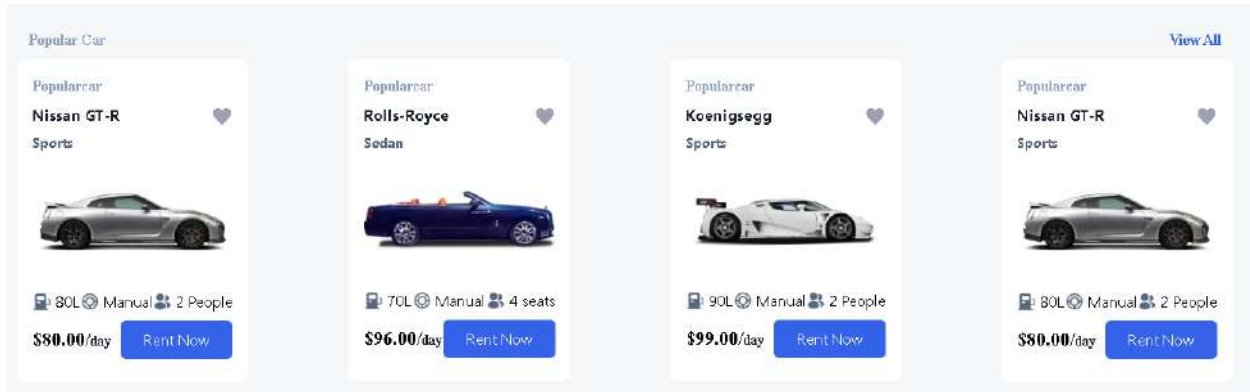 Popular Car
View All
Popularcar
Nissan GT-R
Sports
80L Manual 2 People
$80.00/day
Rent Now
Popularcar
Rolls-Royce
Sedan
70L Manual 4 seats
$96.00/day
Rent Now
Popularcar
Koenigsegg
Sports
90L Manual 2 People
$99.00/day
Rent Now
Popularcar
Nissan GT-R
Sports
80L Manual 2 People
$80.00/day
Rent Now